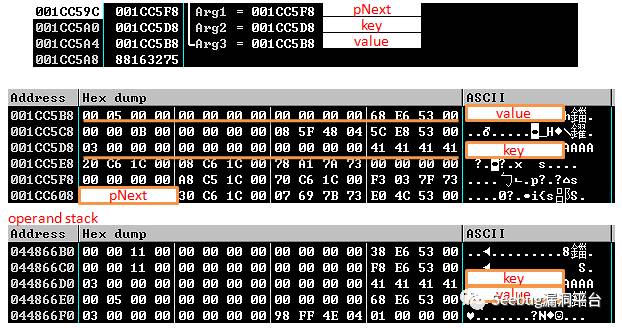 001CC59C 001CC5F8 Arg1 = 001CC5F8 pNext
001CC5A0 001CC5D8 Arg2 = 001CC5D8 key
001CC5A4 001CC5B8 Arg3 = 001CC5B8 value
001CC5A8 88163275
Address Hex dump ASCII
001CC5B8 00 05 00 00 00 00 00 00 00 00 00 00 68 E6 53 00 value
001CC5C8 00 00 0B 00 00 00 00 00 08 5F 48 04 5C E8 53 00
001CC5D8 03 00 00 00 00 00 00 00 00 00 00 00 41 41 41 41 key AAAA
001CC5E8 20 C6 1C 00 08 C6 1C 00 78 A1 7A 73 00 00 00 00
001CC5F8 00 00 00 00 A8 C5 1C 00 70 C6 1C 00 F3 03 7F 73
001CC608 pNext 30 C6 1C 00 07 69 7B 73 E0 4C 53 00
operand stack
Address Hex dump ASCII
044866B0 00 00 11 00 00 00 00 00 00 00 00 00 38 E6 53 00
044866C0 00 00 11 00 00 00 00 00 00 00 00 00 F8 E6 53 00
044866D0 03 00 00 00 00 00 00 00 00 00 00 00 41 41 41 41 key
044866E0 00 05 00 00 00 00 00 00 00 00 00 00 68 E6 53 00 value
044866F0 03 00 00 00 00 00 00 00 98 FF 4E 04 01 00 00 00
Seebug漏洞平台